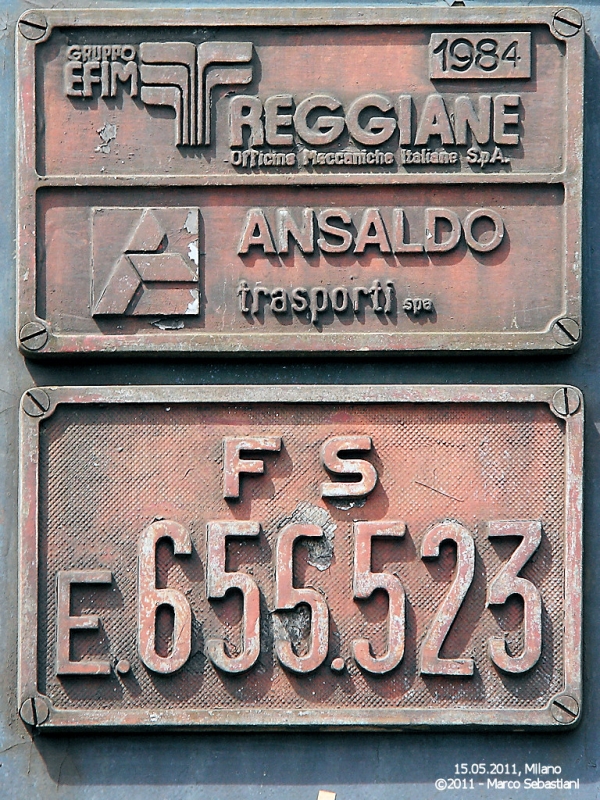 GRUPPO
EFIM
1984
REGGIANE
Officine Meccaniche Italiane S.p.A.
ANSALDO
trasporti spa
FS
E.655.523
15.05.2011, Milano
©2011 - Marco Sebastiani